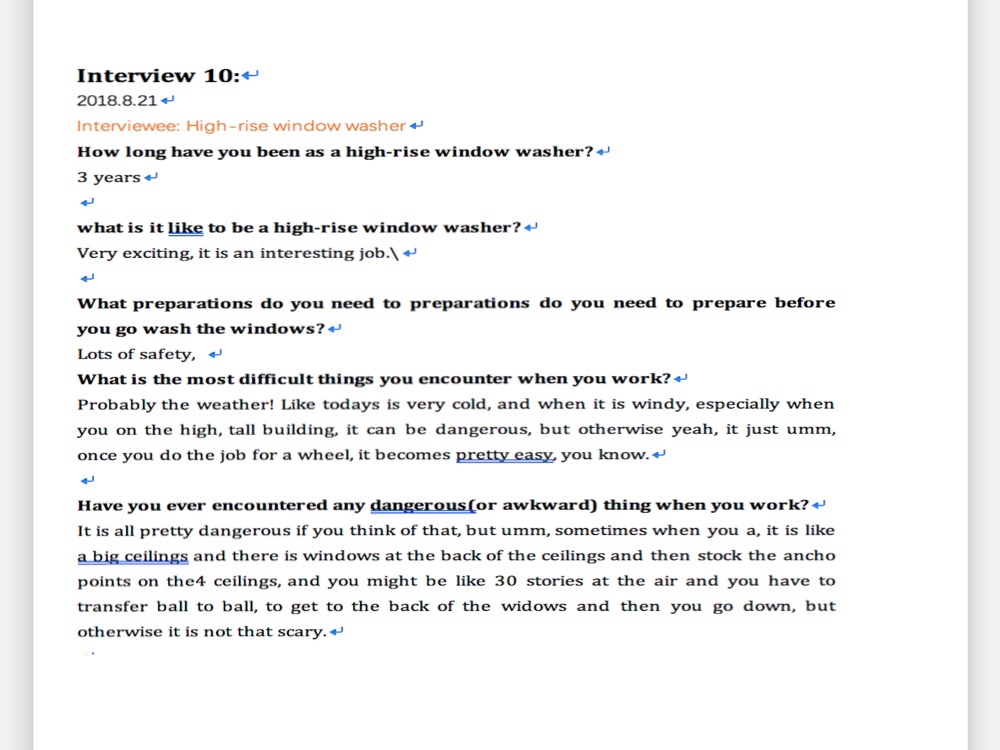 Interview 10:
2018.8.21
Interviewee: High-rise window washer
How long have you been as a high-rise window washer?
3 years
what is it like to be a high-rise window washer?
Very exciting, it is an interesting job.\
What preparations do you need to preparations do you need to prepare before
you go wash the windows?
Lots of safety,
What is the most difficult things you encounter when you work?
Probably the weather! Like todays is very cold, and when it is windy, especially when
you on the high, tall building, it can be dangerous, but otherwise yeah, it just umm,
once you do the job for a wheel, it becomes pretty easy, you know.
Have you ever encountered any dangerous(or awkward) thing when you work?
It is all pretty dangerous if you think of that, but umm, sometimes when you a, it is like
a big ceilings and there is windows at the back of the ceilings and then stock the ancho
points on the4 ceilings, and you might be like 30 stories at the air and you have to
transfer ball to ball, to get to the back of the widows and then you go down, but
otherwise it is not that scary.